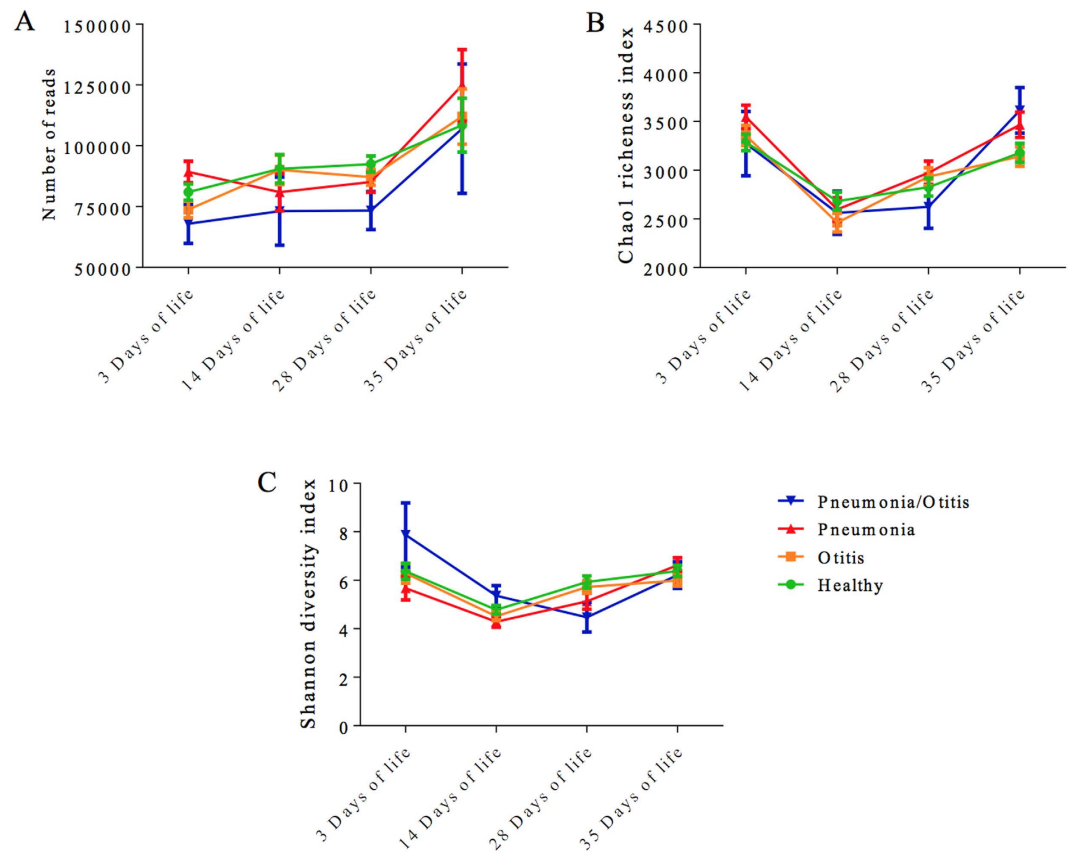 A
Number of reads
150000
125000
100000
75000
50000
3 Days of life
14 Days of life
28 Days of life
35 Days of life
B
Chao1 richeness index
4500
4000
3500
3000
2500
2000
3 Days of life
14 Days of life
28 Days of life
35 Days of life
C
Shannon diversity index
10
8
6
4
2
0
3 Days of life
14 Days of life
28 Days of life
35 Days of life
Pneumonia/Otitis
Pneumonia
Otitis
Healthy